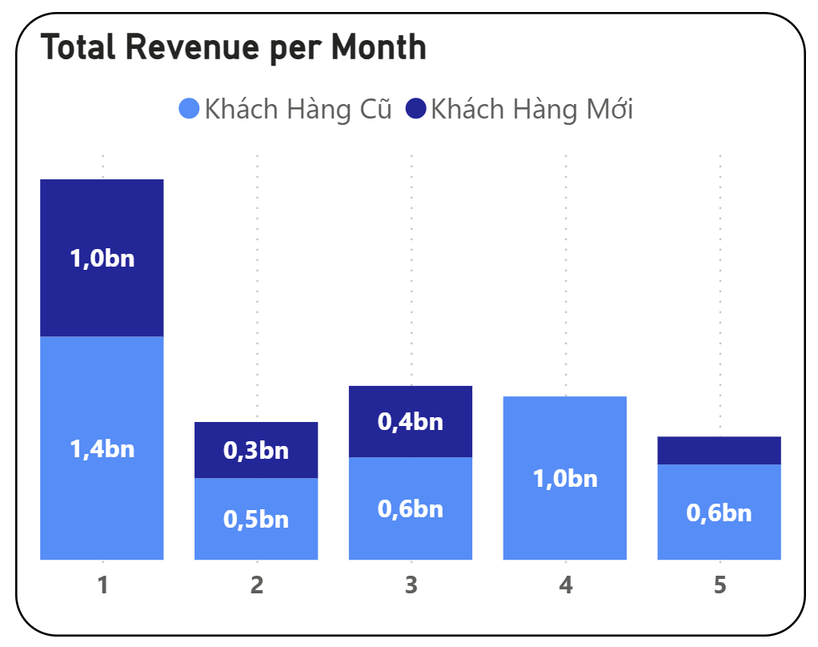 Total Revenue per Month
Khách Hàng Cũ Khách Hàng Mới
1,0bn
1,4bn
0,3bn
0,5bn
0,4bn
0,6bn
1,0bn
0,6bn
1 2 3 4 5